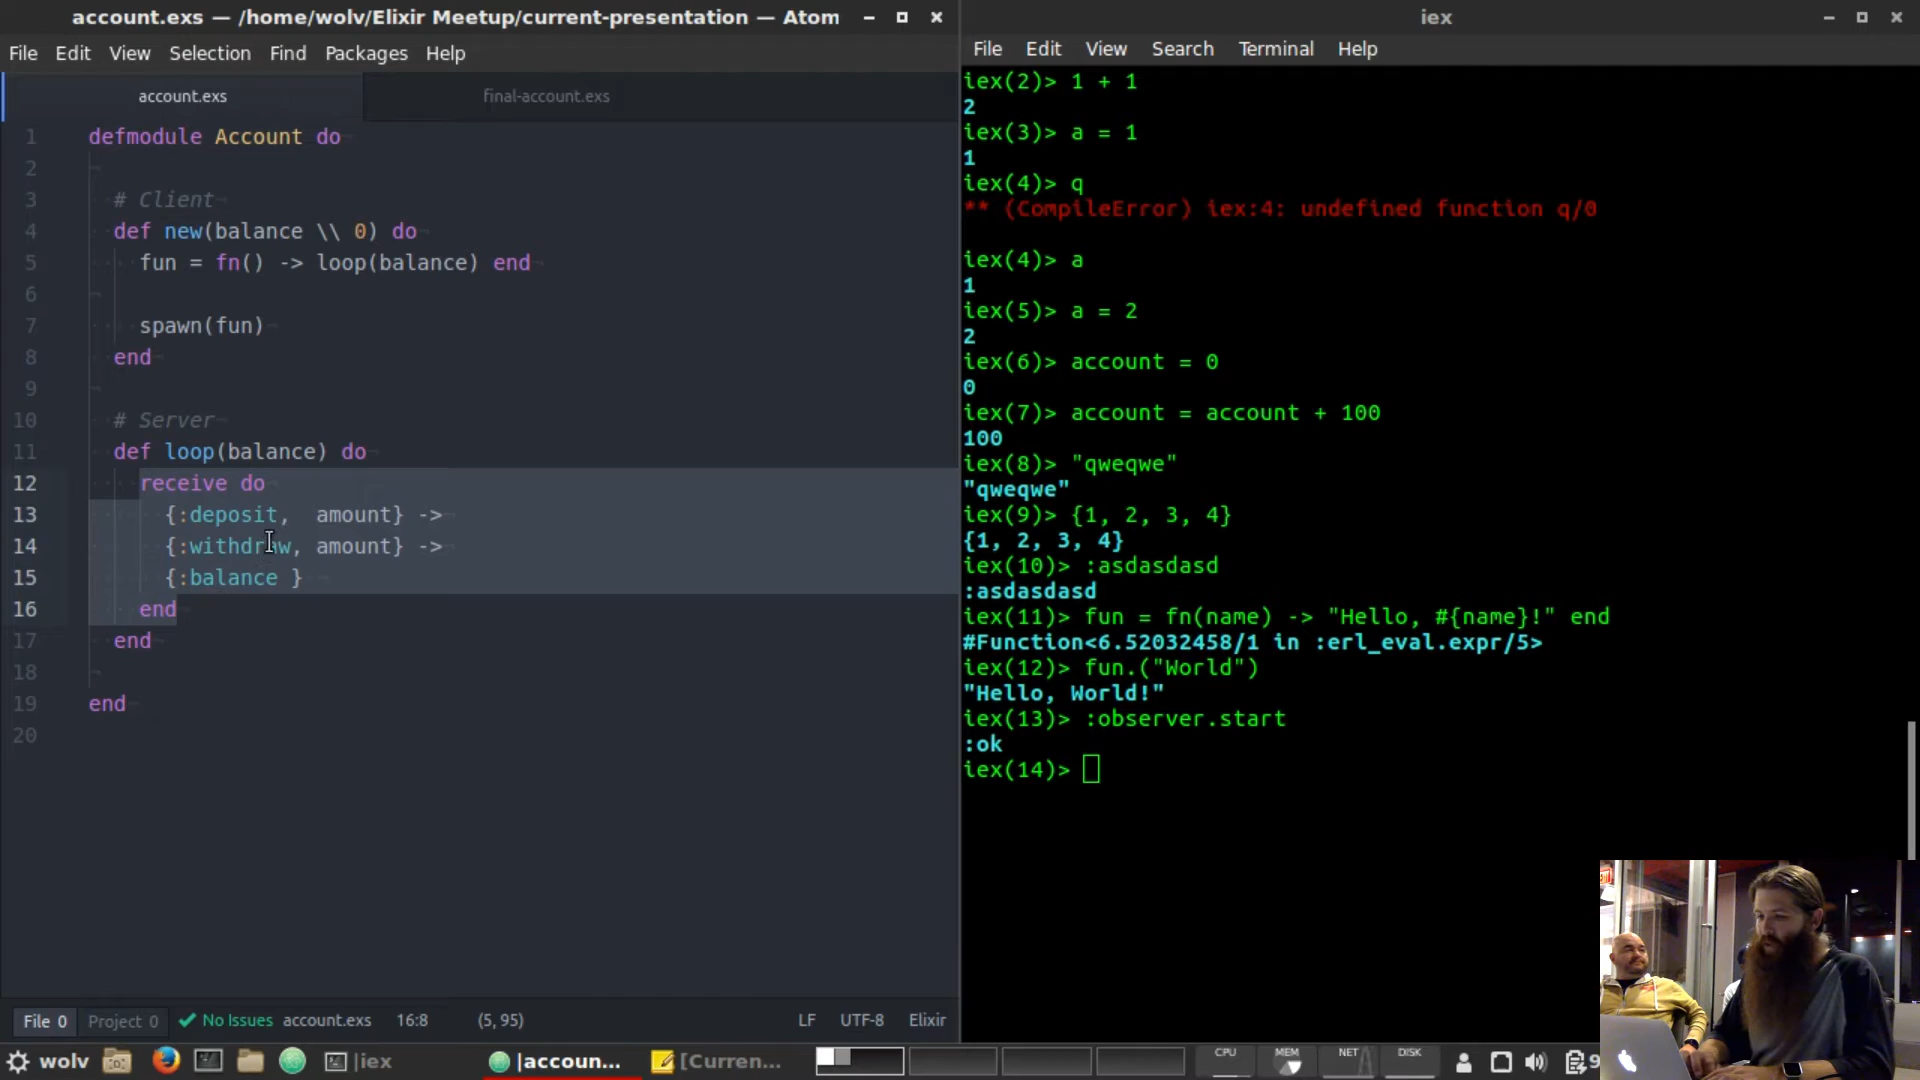 account.exs — /home/wolv/Elixir Meetup/current-presentation — Atom
File Edit View Selection Find Packages Help
account.exs
final-account.exs
1 defmodule Account do
2
3 # Client
4 def new(balance \\ 0) do
5 fun = fn() -> loop(balance) end
6
7 spawn(fun)
8 end
9
10 # Server
11 def loop(balance) do
12 receive do
13 {:deposit,  amount} ->
14 {:withdraw, amount} ->
15 {:balance }
16 end
17 end
18
19 end
20
File 0 Project 0 No Issues account.exs 16:8 (5, 95) LF UTF-8 Elixir
iex
File Edit View Search Terminal Help
iex(2)> 1 + 1
2
iex(3)> a = 1
1
iex(4)> q
** (CompileError) iex:4: undefined function q/0
iex(4)> a
1
iex(5)> a = 2
2
iex(6)> account = 0
0
iex(7)> account = account + 100
100
iex(8)> "qweqwe"
"qweqwe"
iex(9)> {1, 2, 3, 4}
{1, 2, 3, 4}
iex(10)> :asdasdasd
:asdasdasd
iex(11)> fun = fn(name) -> "Hello, #{name}!" end
#Function<6.52032458/1 in :erl_eval.expr/5>
iex(12)> fun.("World")
"Hello, World!"
iex(13)> :observer.start
:ok
iex(14)>
wolv |iex |accoun... [Curren... CPU MEM NET DISK